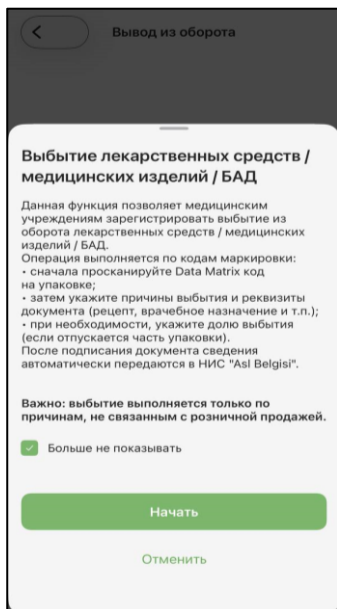 Вывод из оборота
Выбытие лекарственных средств /
медицинских изделий / БАД
Данная функция позволяет медицинским
учреждениям зарегистрировать выбытие из
оборота лекарственных средств / медицинских
изделий / БАД.
Операция выполняется по кодам маркировки:
• сначала просканируйте Data Matrix код
на упаковке;
• затем укажите причины выбытия и реквизиты
документа (рецепт, врачебное назначение и т.п.);
• при необходимости, укажите долю выбытия
(если отпускается часть упаковки).
После подписания документа сведения
автоматически передаются в НИС "Asl Belgisi".
Важно: выбытие выполняется только по
причинам, не связанным с розничной продажей.
Больше не показывать
Начать
Отменить